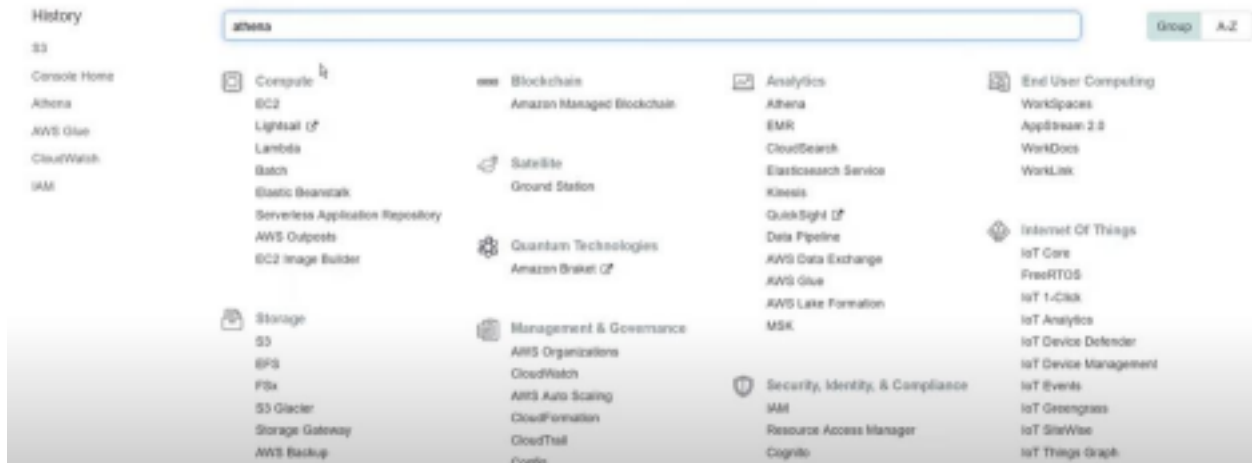 History
S3
Console Home
Athena
AWS Glue
CloudWatch
IAM
athena
Group
A-Z
Compute
EC2
Lightsail
Lambda
Batch
Elastic Beanstalk
Serverless Application Repository
AWS Outposts
EC2 Image Builder
Storage
S3
EFS
FSx
S3 Glacier
Storage Gateway
AWS Backup
Blockchain
Amazon Managed Blockchain
Satellite
Ground Station
Quantum Technologies
Amazon Braket
Management & Governance
AWS Organizations
CloudWatch
AWS Auto Scaling
CloudFormation
CloudTrail
Config
Analytics
Athena
EMR
CloudSearch
Elasticsearch Service
Kinesis
QuickSight
Data Pipeline
AWS Data Exchange
AWS Glue
AWS Lake Formation
MSK
Security, Identity, & Compliance
IAM
Resource Access Manager
Cognito
End User Computing
WorkSpaces
AppStream 2.0
WorkDocs
WorkLink
Internet Of Things
IoT Core
FreeRTOS
IoT 1-Click
IoT Analytics
IoT Device Defender
IoT Device Management
IoT Events
IoT Greengrass
IoT SiteWise
IoT Things Graph